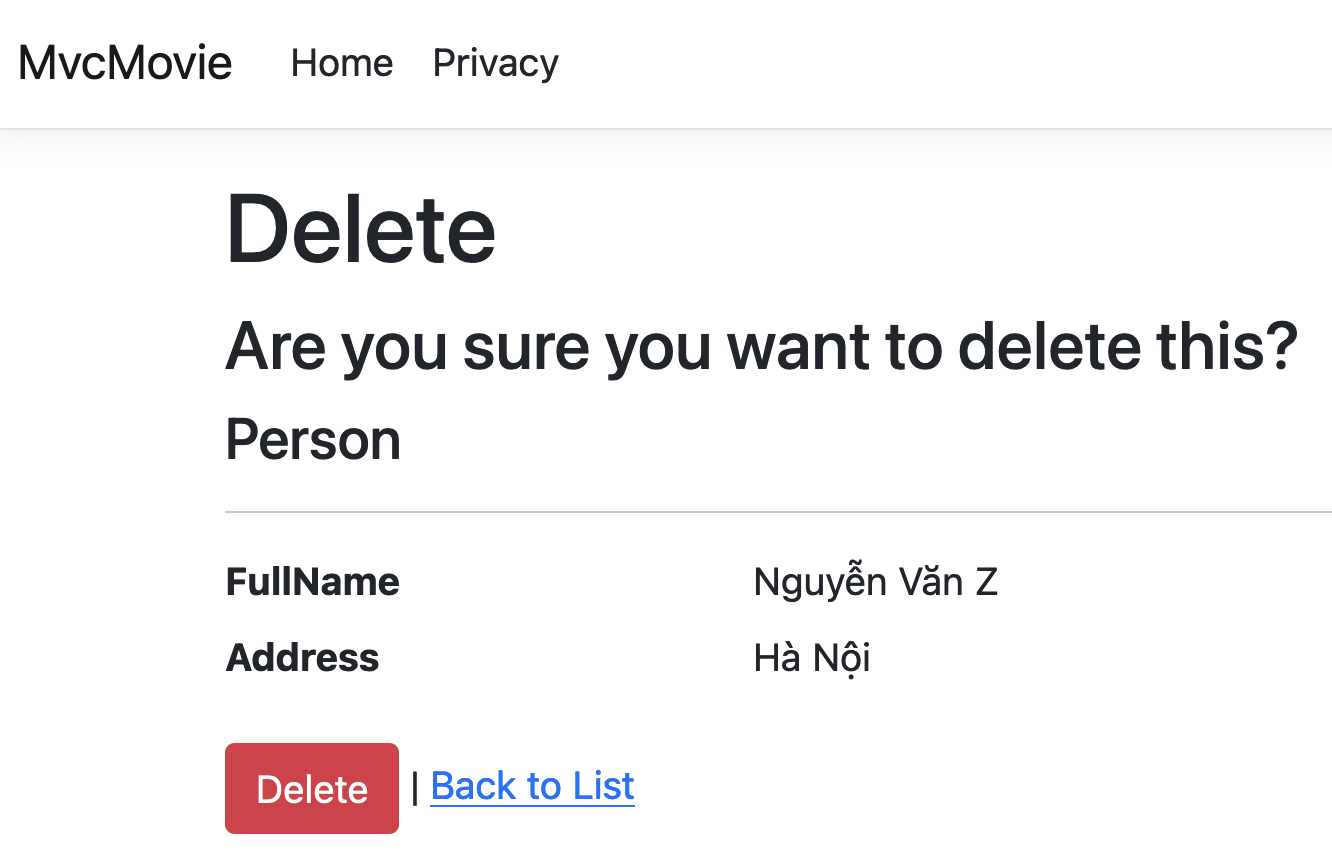 MvcMovie Home Privacy
Delete
Are you sure you want to delete this?
Person
FullName Nguyễn Văn Z
Address Hà Nội
Delete | Back to List